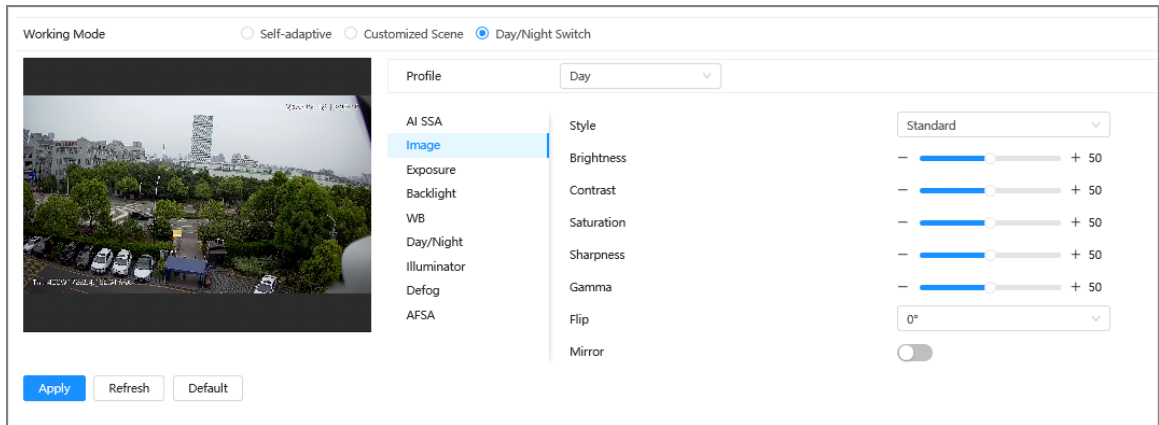 Working Mode Self-adaptive Customized Scene Day/Night Switch
Profile Day
AI SSA
Image
Exposure
Backlight
WB
Day/Night
Illuminator
Defog
AFSA
Style Standard
Brightness - + 50
Contrast - + 50
Saturation - + 50
Sharpness - + 50
Gamma - + 50
Flip 0°
Mirror
Apply Refresh Default